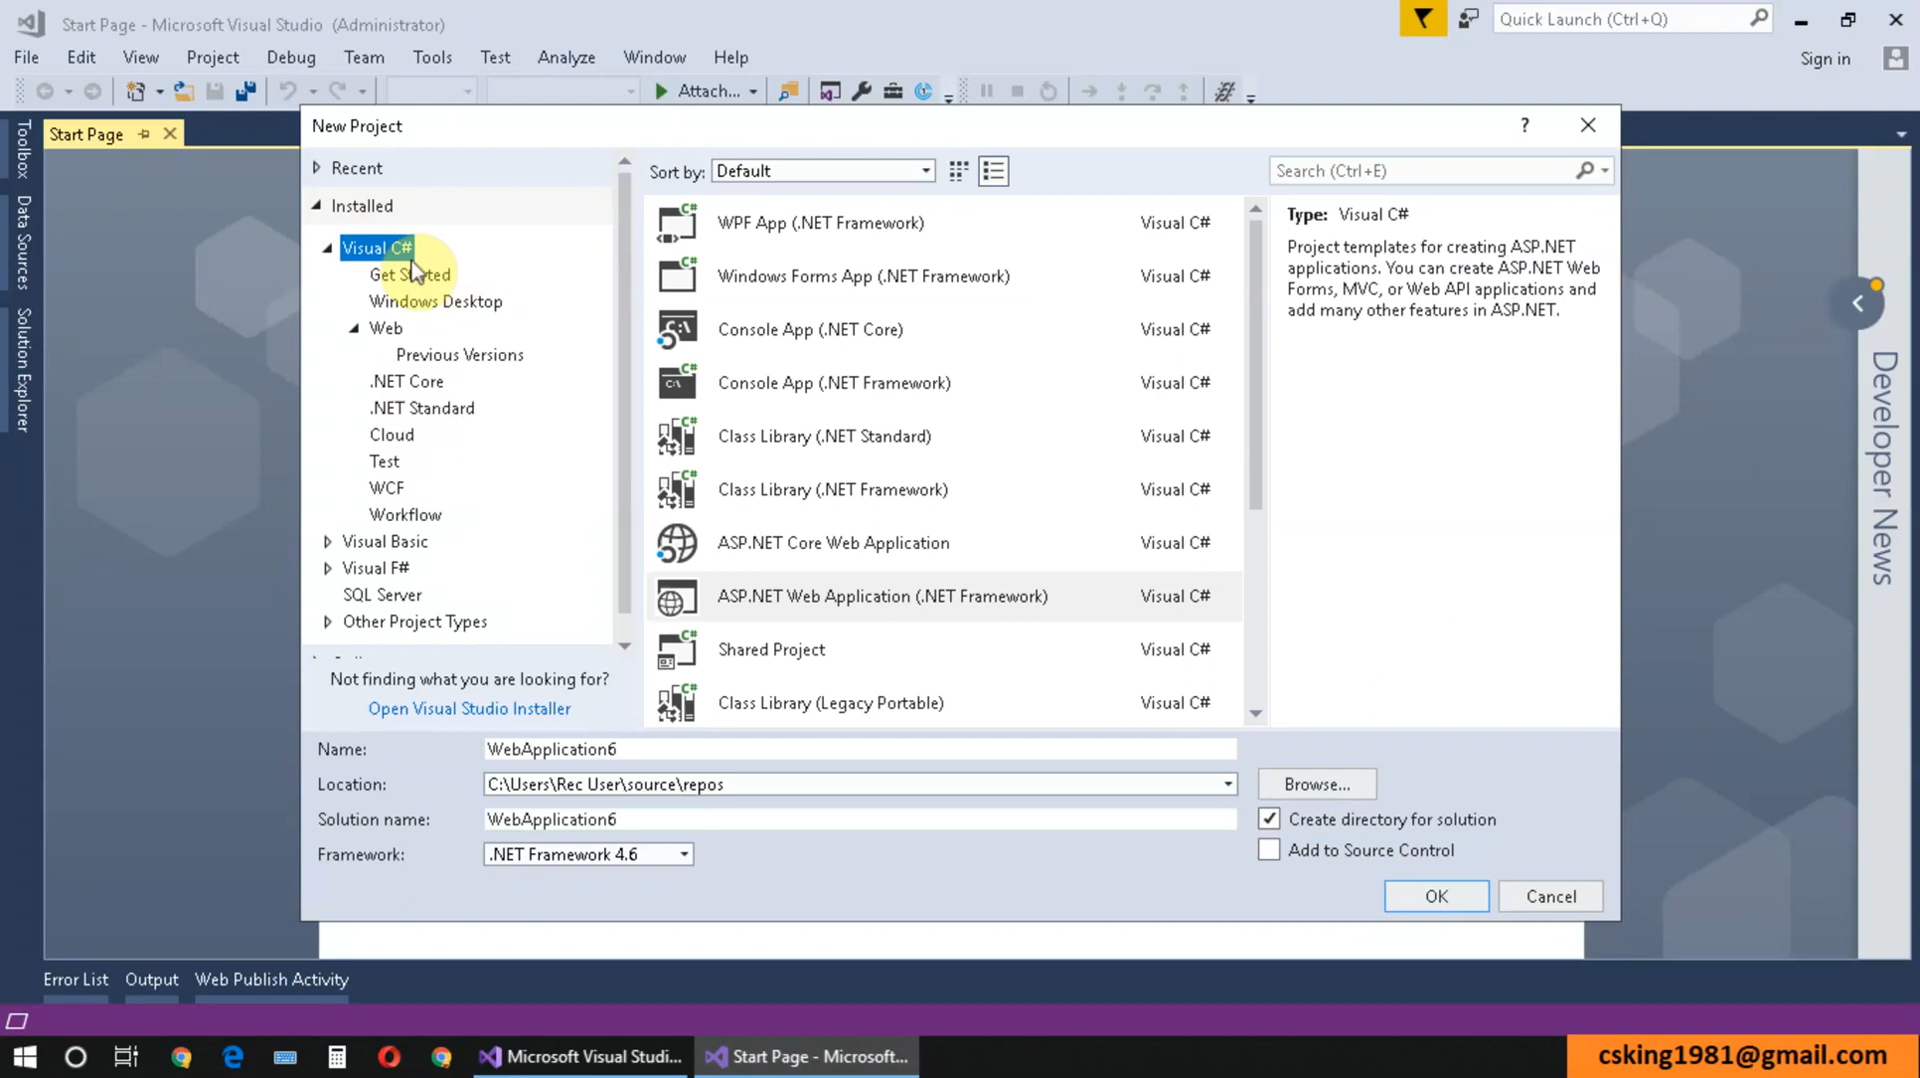 Start Page - Microsoft Visual Studio (Administrator)
Quick Launch (Ctrl+Q)
File Edit View Project Debug Team Tools Test Analyze Window Help
Sign in
Attach...
Toolbox
Data Sources
Solution Explorer
Start Page
New Project
?
Recent
Installed
Visual C#
Get Started
Windows Desktop
Web
Previous Versions
.NET Core
.NET Standard
Cloud
Test
WCF
Workflow
Visual Basic
Visual F#
SQL Server
Other Project Types
Not finding what you are looking for?
Open Visual Studio Installer
Sort by: Default
Search (Ctrl+E)
WPF App (.NET Framework) Visual C#
Windows Forms App (.NET Framework) Visual C#
Console App (.NET Core) Visual C#
Console App (.NET Framework) Visual C#
Class Library (.NET Standard) Visual C#
Class Library (.NET Framework) Visual C#
ASP.NET Core Web Application Visual C#
ASP.NET Web Application (.NET Framework) Visual C#
Shared Project Visual C#
Class Library (Legacy Portable) Visual C#
Type: Visual C#
Project templates for creating ASP.NET
applications. You can create ASP.NET Web
Forms, MVC, or Web API applications and
add many other features in ASP.NET.
Developer News
Name: WebApplication6
Location: C:\Users\Rec User\source\repos
Browse...
Solution name: WebApplication6
Create directory for solution
Framework: .NET Framework 4.6
Add to Source Control
OK Cancel
Error List Output Web Publish Activity
Microsoft Visual Studi...
Start Page - Microsoft...
csking1981@gmail.com